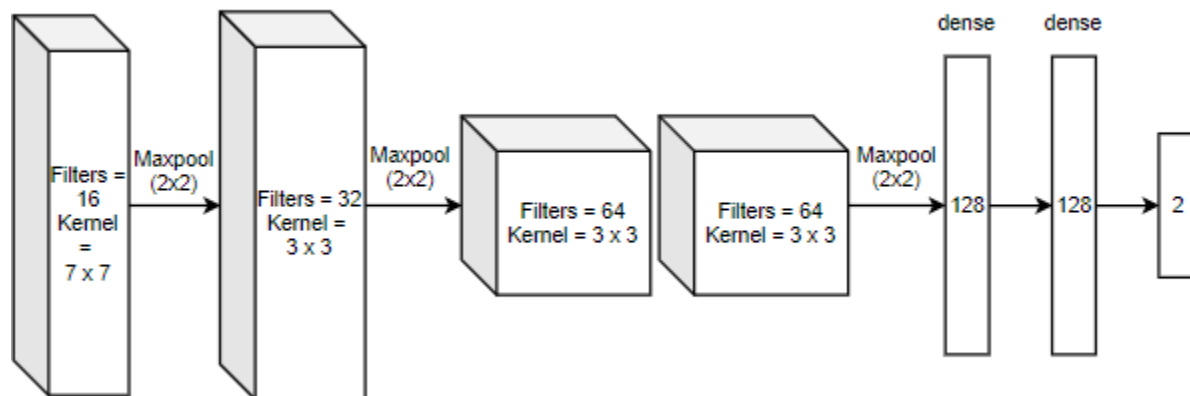 dense
dense
Filters =
16
Kernel
=
7 x 7
Maxpool
(2x2)
Filters = 32
Kernel =
3 x 3
Maxpool
(2x2)
Filters = 64
Kernel = 3 x 3
Filters = 64
Kernel = 3 x 3
Maxpool
(2x2)
128
128
2